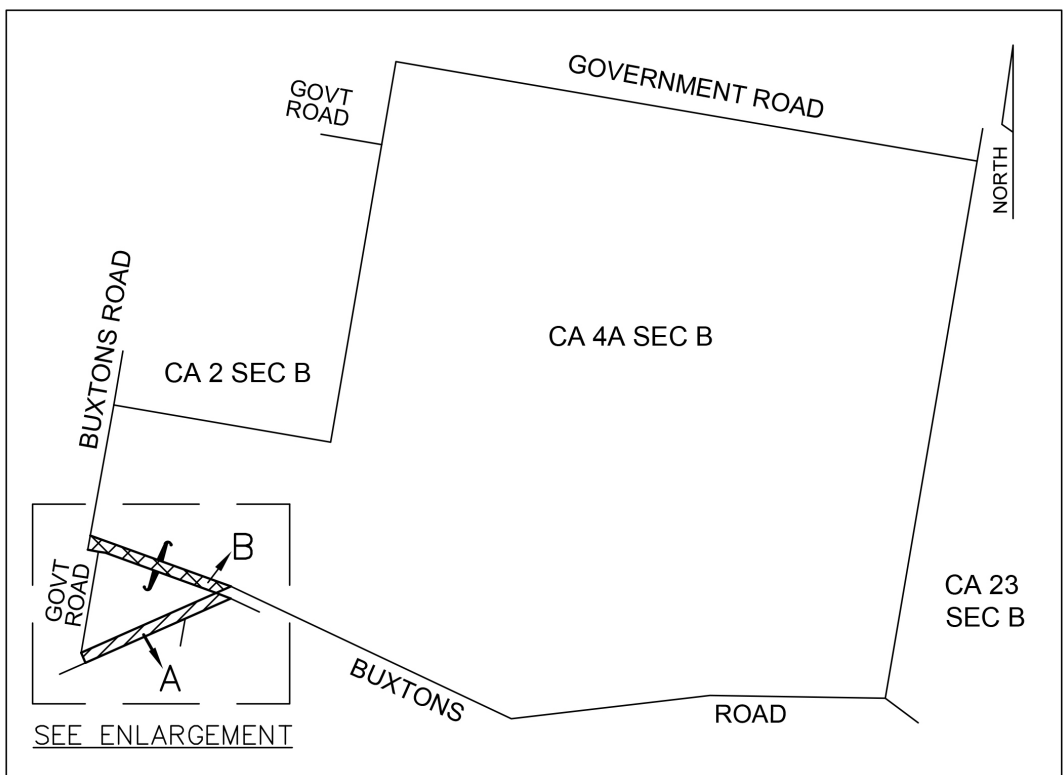 GOVERNMENT ROAD
GOVT
ROAD
NORTH
BUXTONS ROAD
CA 4A SEC B
CA 2 SEC B
B
GOVT
ROAD
CA 23
SEC B
A
BUXTONS
ROAD
SEE ENLARGEMENT